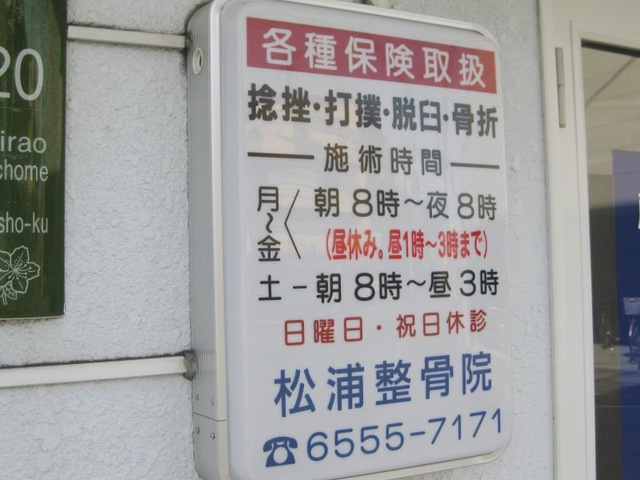 各種保険取扱
捻挫・打撲・脱臼・骨折
施術時間
月〜金 朝8時〜夜8時
(昼休み。昼1時〜3時まで)
土−朝8時〜昼3時
日曜日・祝日休診
松浦整骨院
☎6555-7171
20
irao
chome
sho-ku